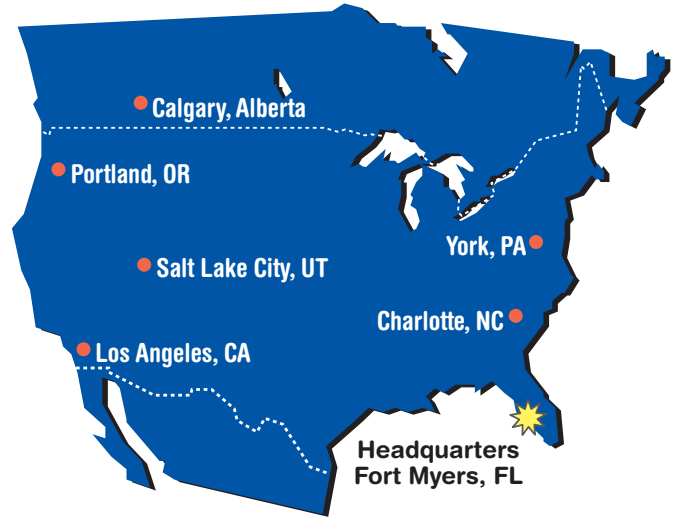 Calgary, Alberta
Portland, OR
York, PA
Salt Lake City, UT
Charlotte, NC
Los Angeles, CA
Headquarters
Fort Myers, FL